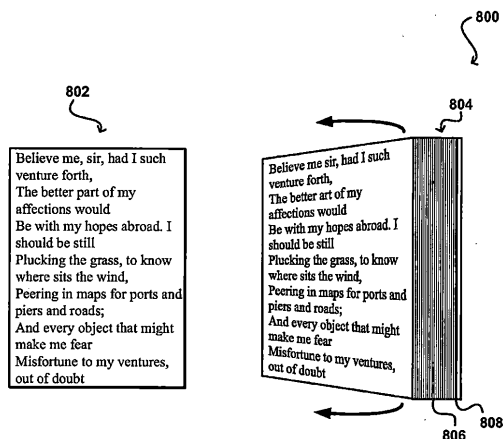 800
802
804
Believe me, sir, had I such
venture forth,
The better part of my
affections would
Be with my hopes abroad. I
should be still
Plucking the grass, to know
where sits the wind,
Peering in maps for ports and
piers and roads;
And every object that might
make me fear
Misfortune to my ventures,
out of doubt
Believe me, sir, had I such
venture forth,
The better art of my
affections would
Be with my hopes abroad. I
should be still
Plucking the grass, to know
where sits the wind,
Peering in maps for ports and
piers and roads;
And every object that might
make me fear
Misfortune to my ventures,
out of doubt
808
806